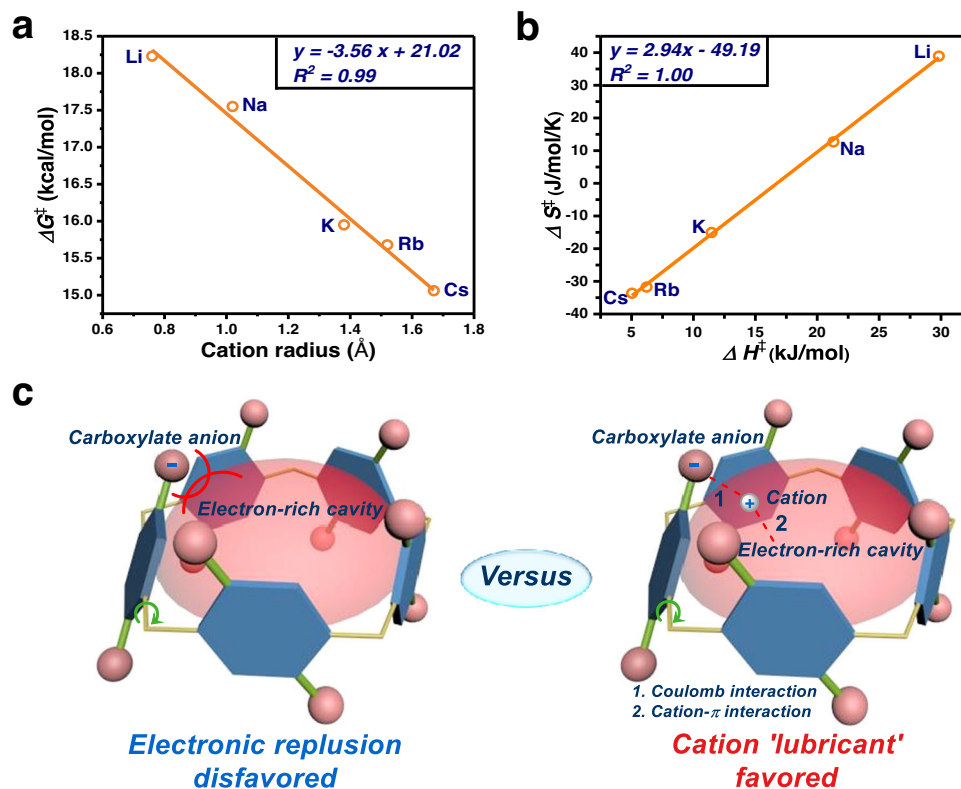 a
y = -3.56 x + 21.02
R² = 0.99
ΔG‡ (kcal/mol)
18.5
18.0
17.5
17.0
16.5
16.0
15.5
15.0
Li
Na
K
Rb
Cs
0.6 0.8 1.0 1.2 1.4 1.6 1.8
Cation radius (Å)
b
y = 2.94x - 49.19
R² = 1.00
ΔS‡(J/mol/K)
40
30
20
10
0
-10
-20
-30
-40
Li
Na
K
Cs
Rb
5 10 15 20 25 30
ΔH‡(kJ/mol)
c
Carboxylate anion
-
Electron-rich cavity
Electronic replusion
disfavored
Versus
Carboxylate anion
-
1
+
Cation
2
Electron-rich cavity
1. Coulomb interaction
2. Cation-π interaction
Cation 'lubricant'
favored